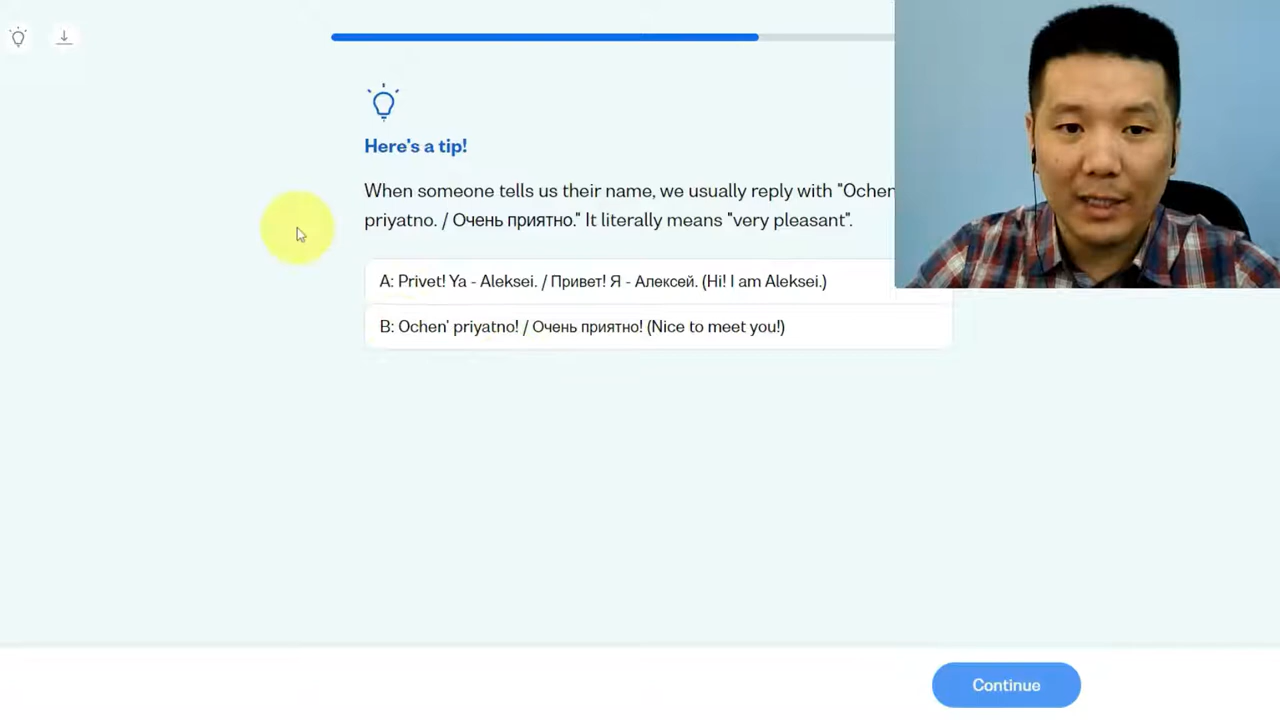 Here's a tip!
When someone tells us their name, we usually reply with "Ochen
priyatno. / Очень приятно." It literally means "very pleasant".
A: Privet! Ya - Aleksei. / Привет! Я - Алексей. (Hi! I am Aleksei.)
B: Ochen' priyatno! / Очень приятно! (Nice to meet you!)
Continue